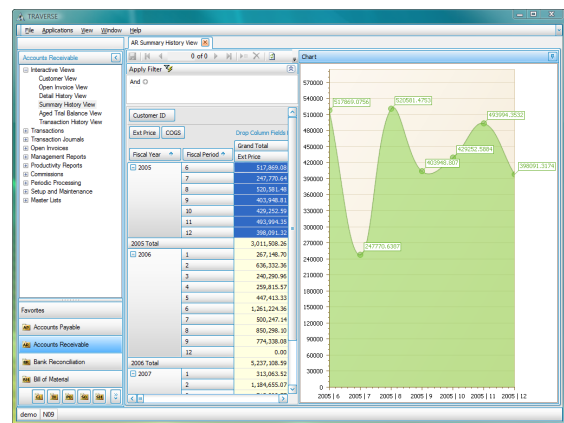 TRAVERSE
File Applications View Window Help
AR Summary History View
Accounts Receivable
Interactive Views
Customer View
Open Invoice View
Detail History View
Summary History View
Aged Trial Balance View
Transaction History View
Transactions
Transaction Journals
Open Invoices
Management Reports
Productivity Reports
Commissions
Periodic Processing
Setup and Maintenance
Master Lists
Favorites
Accounts Payable
Accounts Receivable
Bank Reconciliation
Bill of Material
0 of 0
Apply Filter
And
Customer ID
Ext Price COGS Drop Column Fields
Grand Total
Fiscal Year Fiscal Period Ext Price
2005 6 517,869.08
7 247,770.64
8 520,581.48
9 403,948.81
10 429,252.59
11 493,994.35
12 398,091.32
2005 Total 3,011,508.26
2006 1 267,148.70
2 636,332.36
3 240,290.96
4 259,815.57
5 447,413.33
6 1,261,224.36
7 500,247.14
8 850,298.10
9 774,338.08
12 0.00
2006 Total 5,237,108.59
2007 1 313,063.52
2 1,184,655.07
Chart
570000
540000
510000
480000
450000
420000
390000
360000
330000
300000
270000
240000
210000
180000
150000
120000
90000
60000
30000
0
517869.0756
247770.6387
520581.4753
403948.807
429252.5884
493994.3532
398091.3174
2005 | 6 2005 | 7 2005 | 8 2005 | 9 2005 | 10 2005 | 11 2005 | 12
demo N09